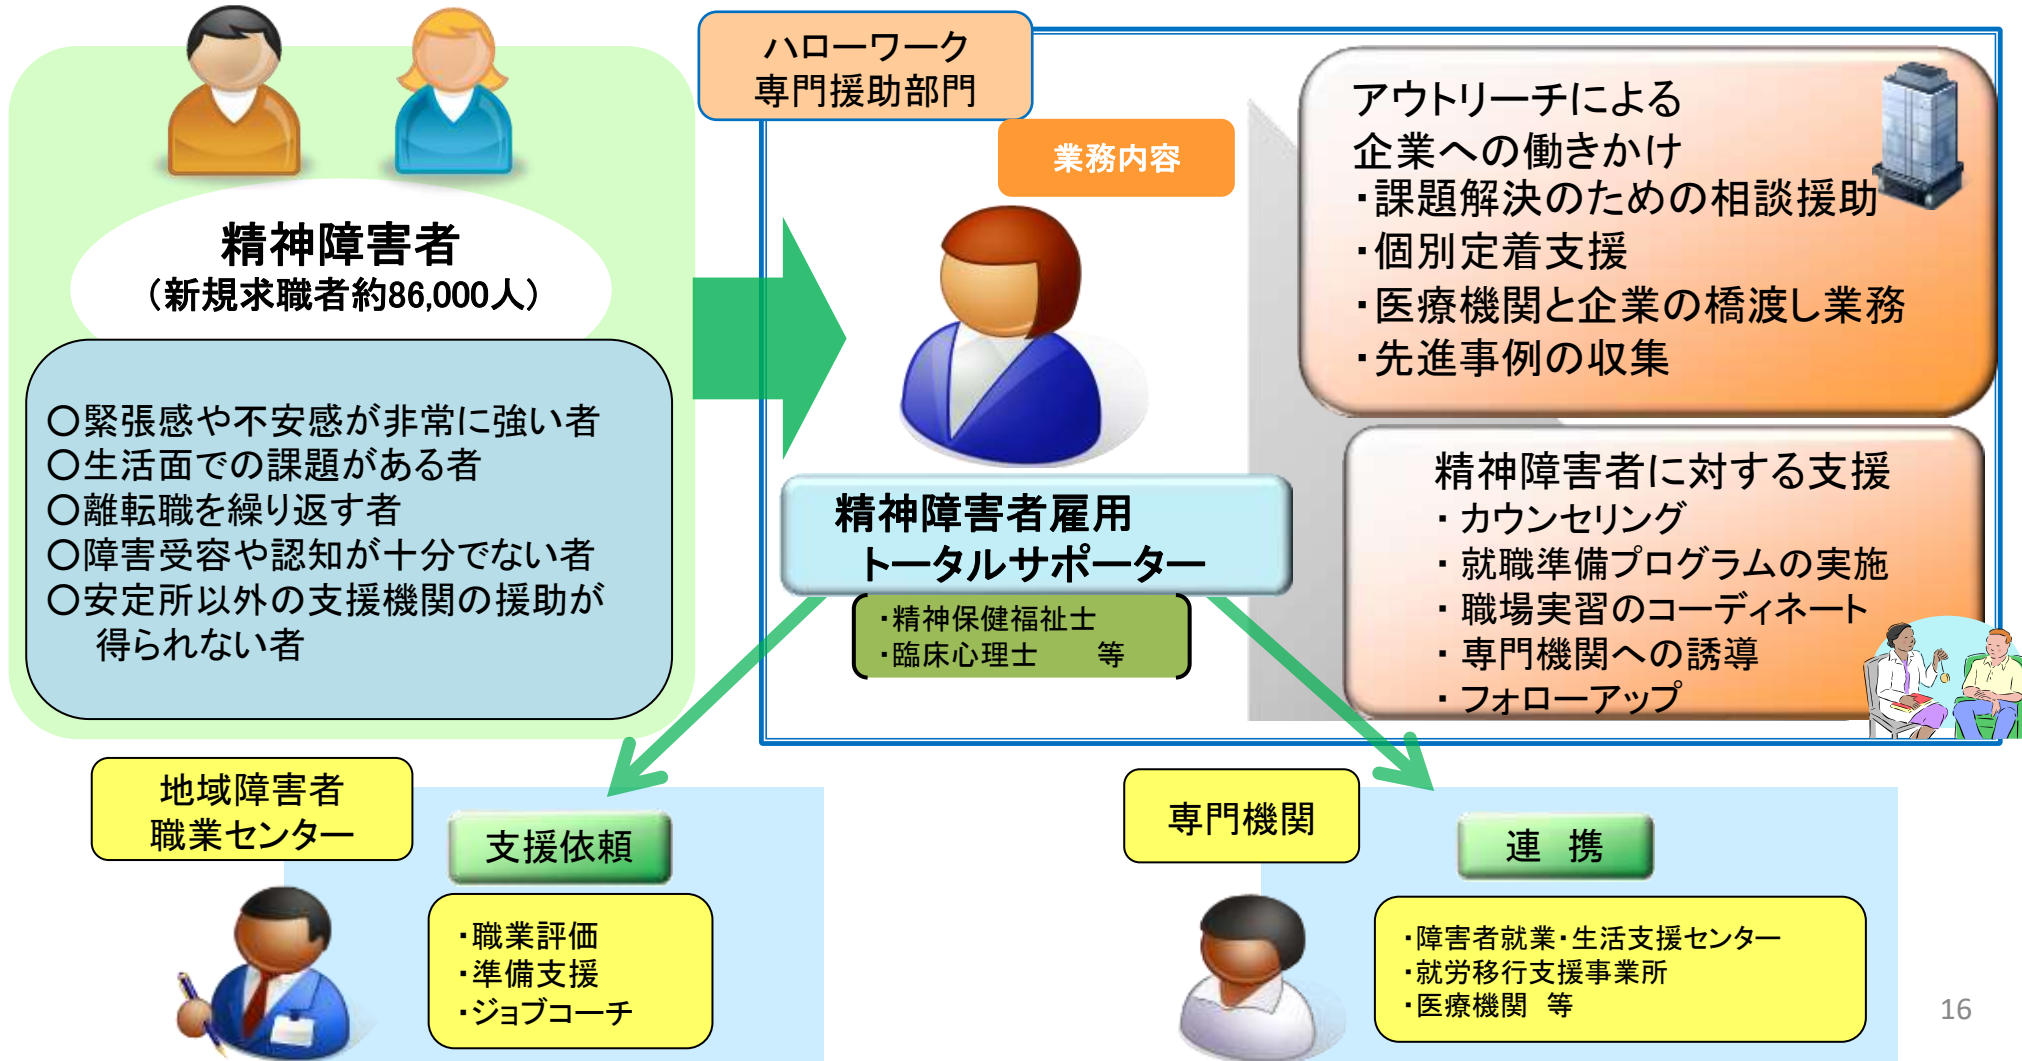 精神障害者
（新規求職者約86,000人）
○緊張感や不安感が非常に強い者
○生活面での課題がある者
○離転職を繰り返す者
○障害受容や認知が十分でない者
○安定所以外の支援機関の援助が
得られない者
ハローワーク
専門援助部門
業務内容
精神障害者雇用
トータルサポーター
・精神保健福祉士
・臨床心理士　　等
アウトリーチによる
企業への働きかけ
・課題解決のための相談援助
・個別定着支援
・医療機関と企業の橋渡し業務
・先進事例の収集
精神障害者に対する支援
・カウンセリング
・就職準備プログラムの実施
・職場実習のコーディネート
・専門機関への誘導
・フォローアップ
地域障害者
職業センター
支援依頼
・職業評価
・準備支援
・ジョブコーチ
専門機関
連　携
・障害者就業・生活支援センター
・就労移行支援事業所
・医療機関　等
16